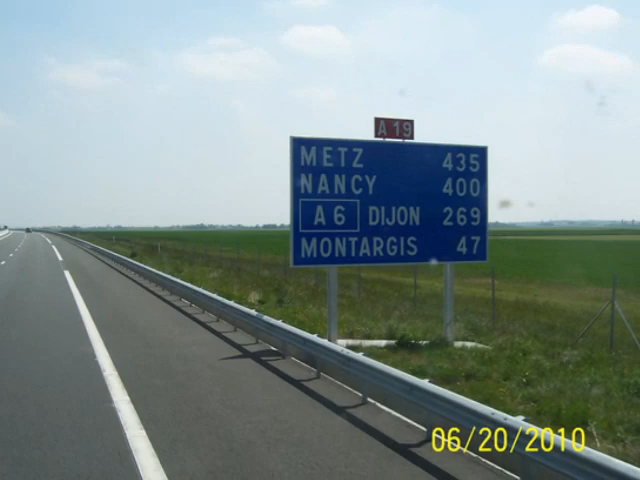 A 19
METZ 435
NANCY 400
A 6 DIJON 269
MONTARGIS 47
06/20/2010